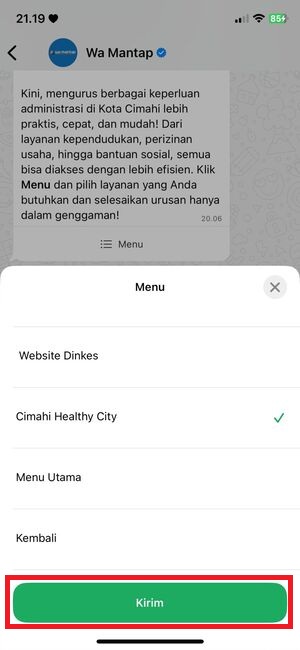 21.19
85
Wa Mantap
Kini, mengurus berbagai keperluan
administrasi di Kota Cimahi lebih
praktis, cepat, dan mudah! Dari
layanan kependudukan, perizinan
usaha, hingga bantuan sosial, semua
bisa diakses dengan lebih efisien. Klik
Menu dan pilih layanan yang Anda
butuhkan dan selesaikan urusan hanya
dalam genggaman!
20.06
Menu
Menu
Website Dinkes
Cimahi Healthy City
Menu Utama
Kembali
Kirim